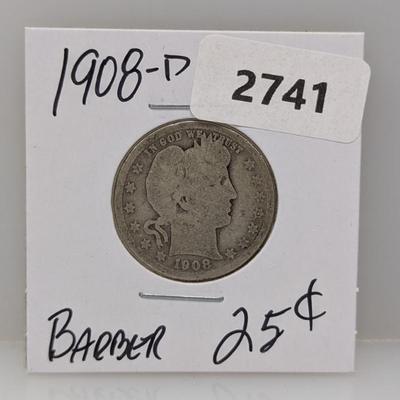 1908-D
2741
IN GOD WE TRUST
1908
BARBER 25¢